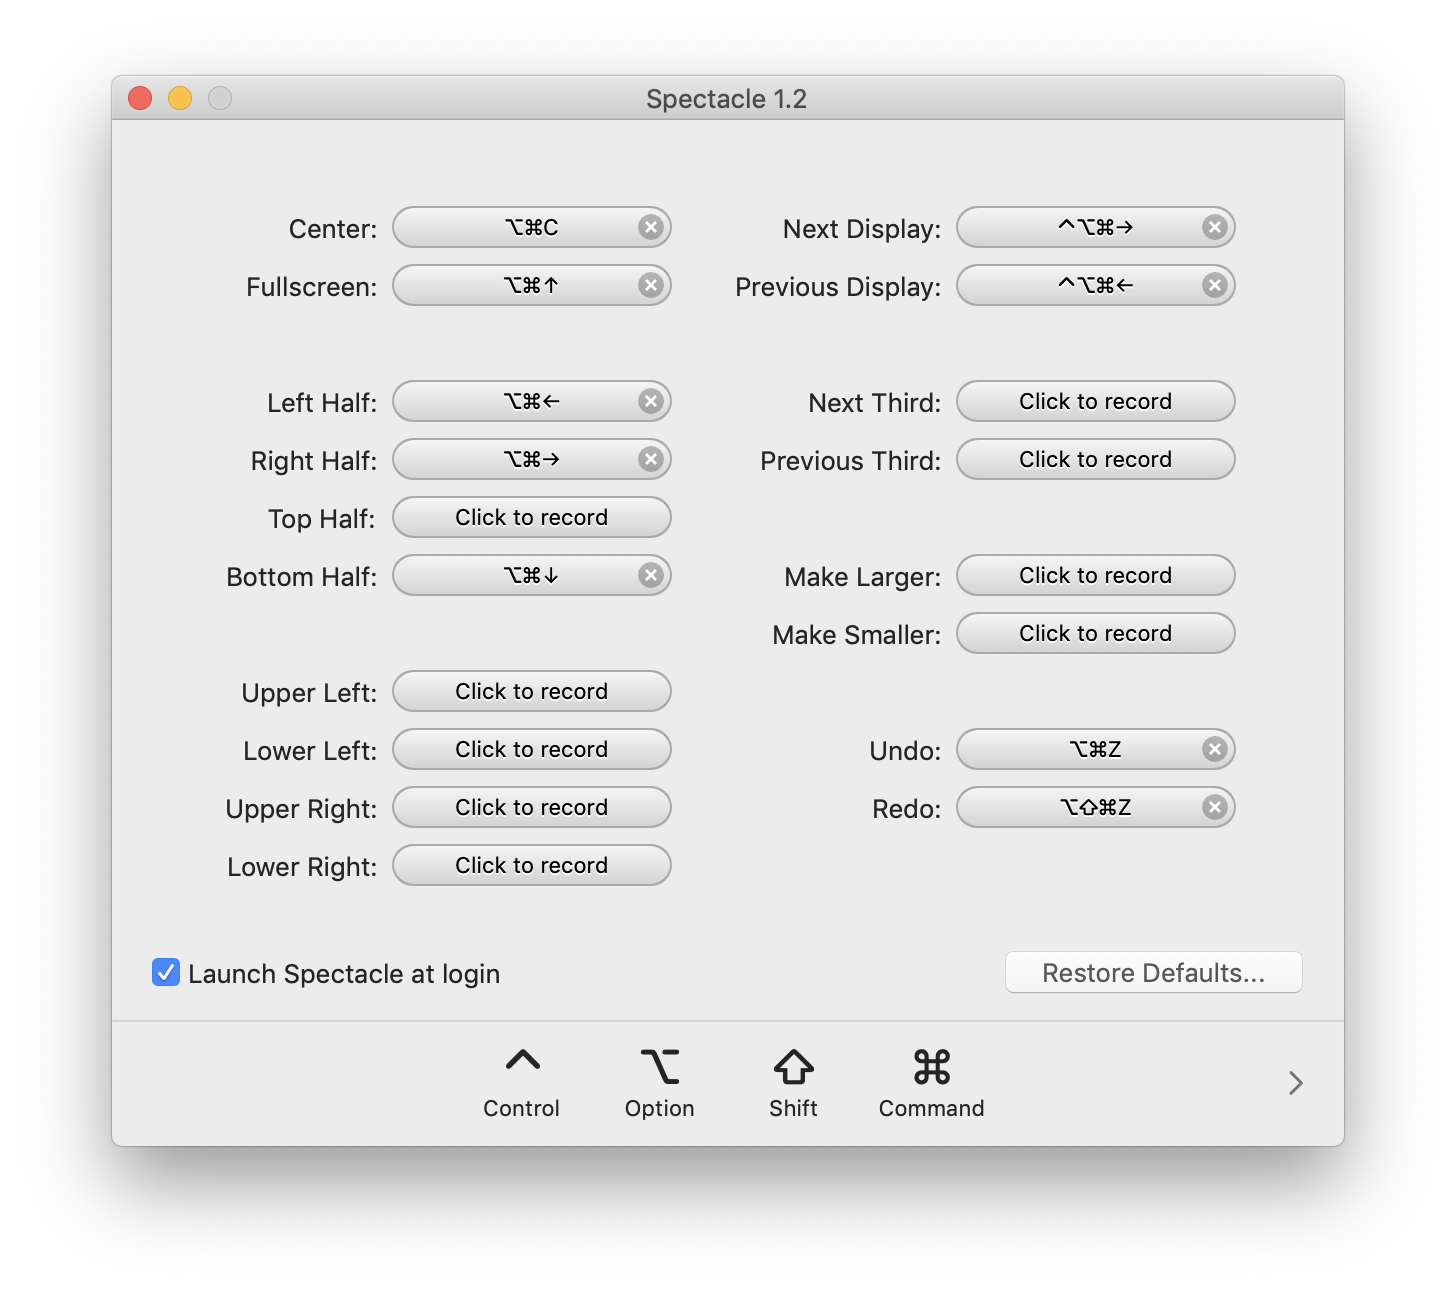 Spectacle 1.2
Center: ⌥⌘C
Fullscreen: ⌥⌘↑
Left Half: ⌥⌘←
Right Half: ⌥⌘→
Top Half: Click to record
Bottom Half: ⌥⌘↓
Upper Left: Click to record
Lower Left: Click to record
Upper Right: Click to record
Lower Right: Click to record
Next Display: ^⌥⌘→
Previous Display: ^⌥⌘←
Next Third: Click to record
Previous Third: Click to record
Make Larger: Click to record
Make Smaller: Click to record
Undo: ⌥⌘Z
Redo: ⌥⇧⌘Z
Launch Spectacle at login
Restore Defaults...
^ ⌥ ⇧ ⌘
Control Option Shift Command